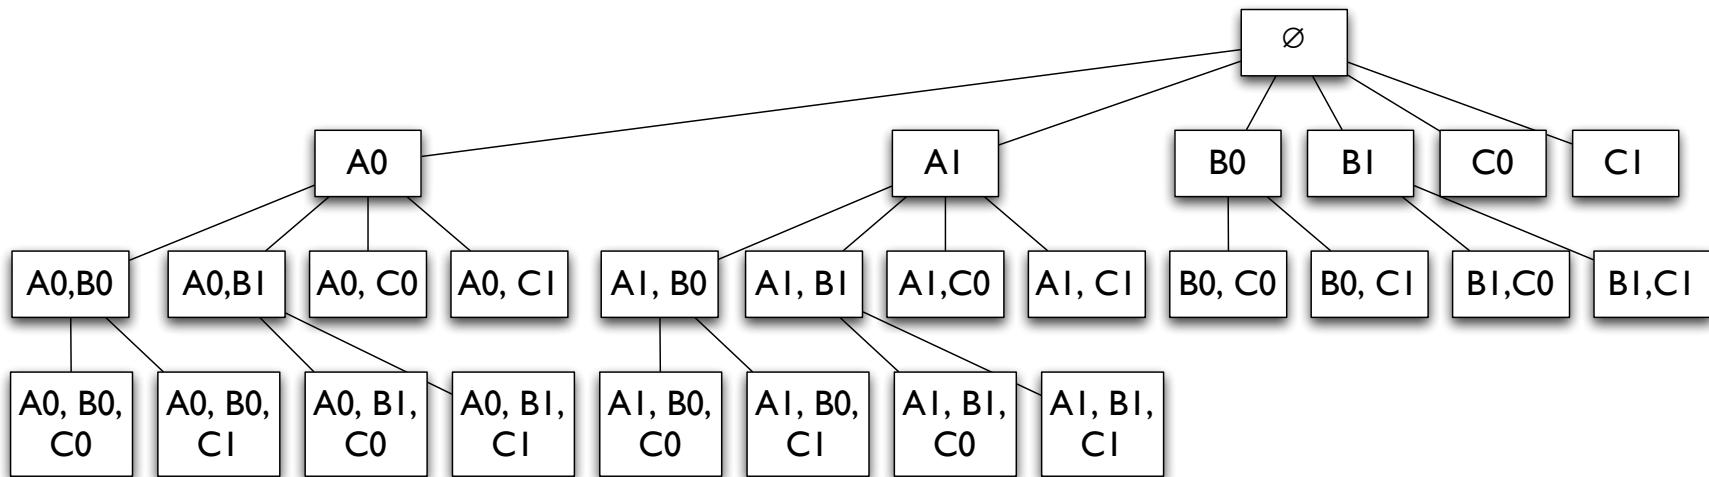 ∅
A0
A1
B0
B1
C0
C1
A0,B0
A0,B1
A0, C0
A0, C1
A1, B0
A1, B1
A1,C0
A1, C1
B0, C0
B0, C1
B1,C0
B1,C1
A0, B0,
C0
A0, B0,
C1
A0, B1,
C0
A0, B1,
C1
A1, B0,
C0
A1, B0,
C1
A1, B1,
C0
A1, B1,
C1